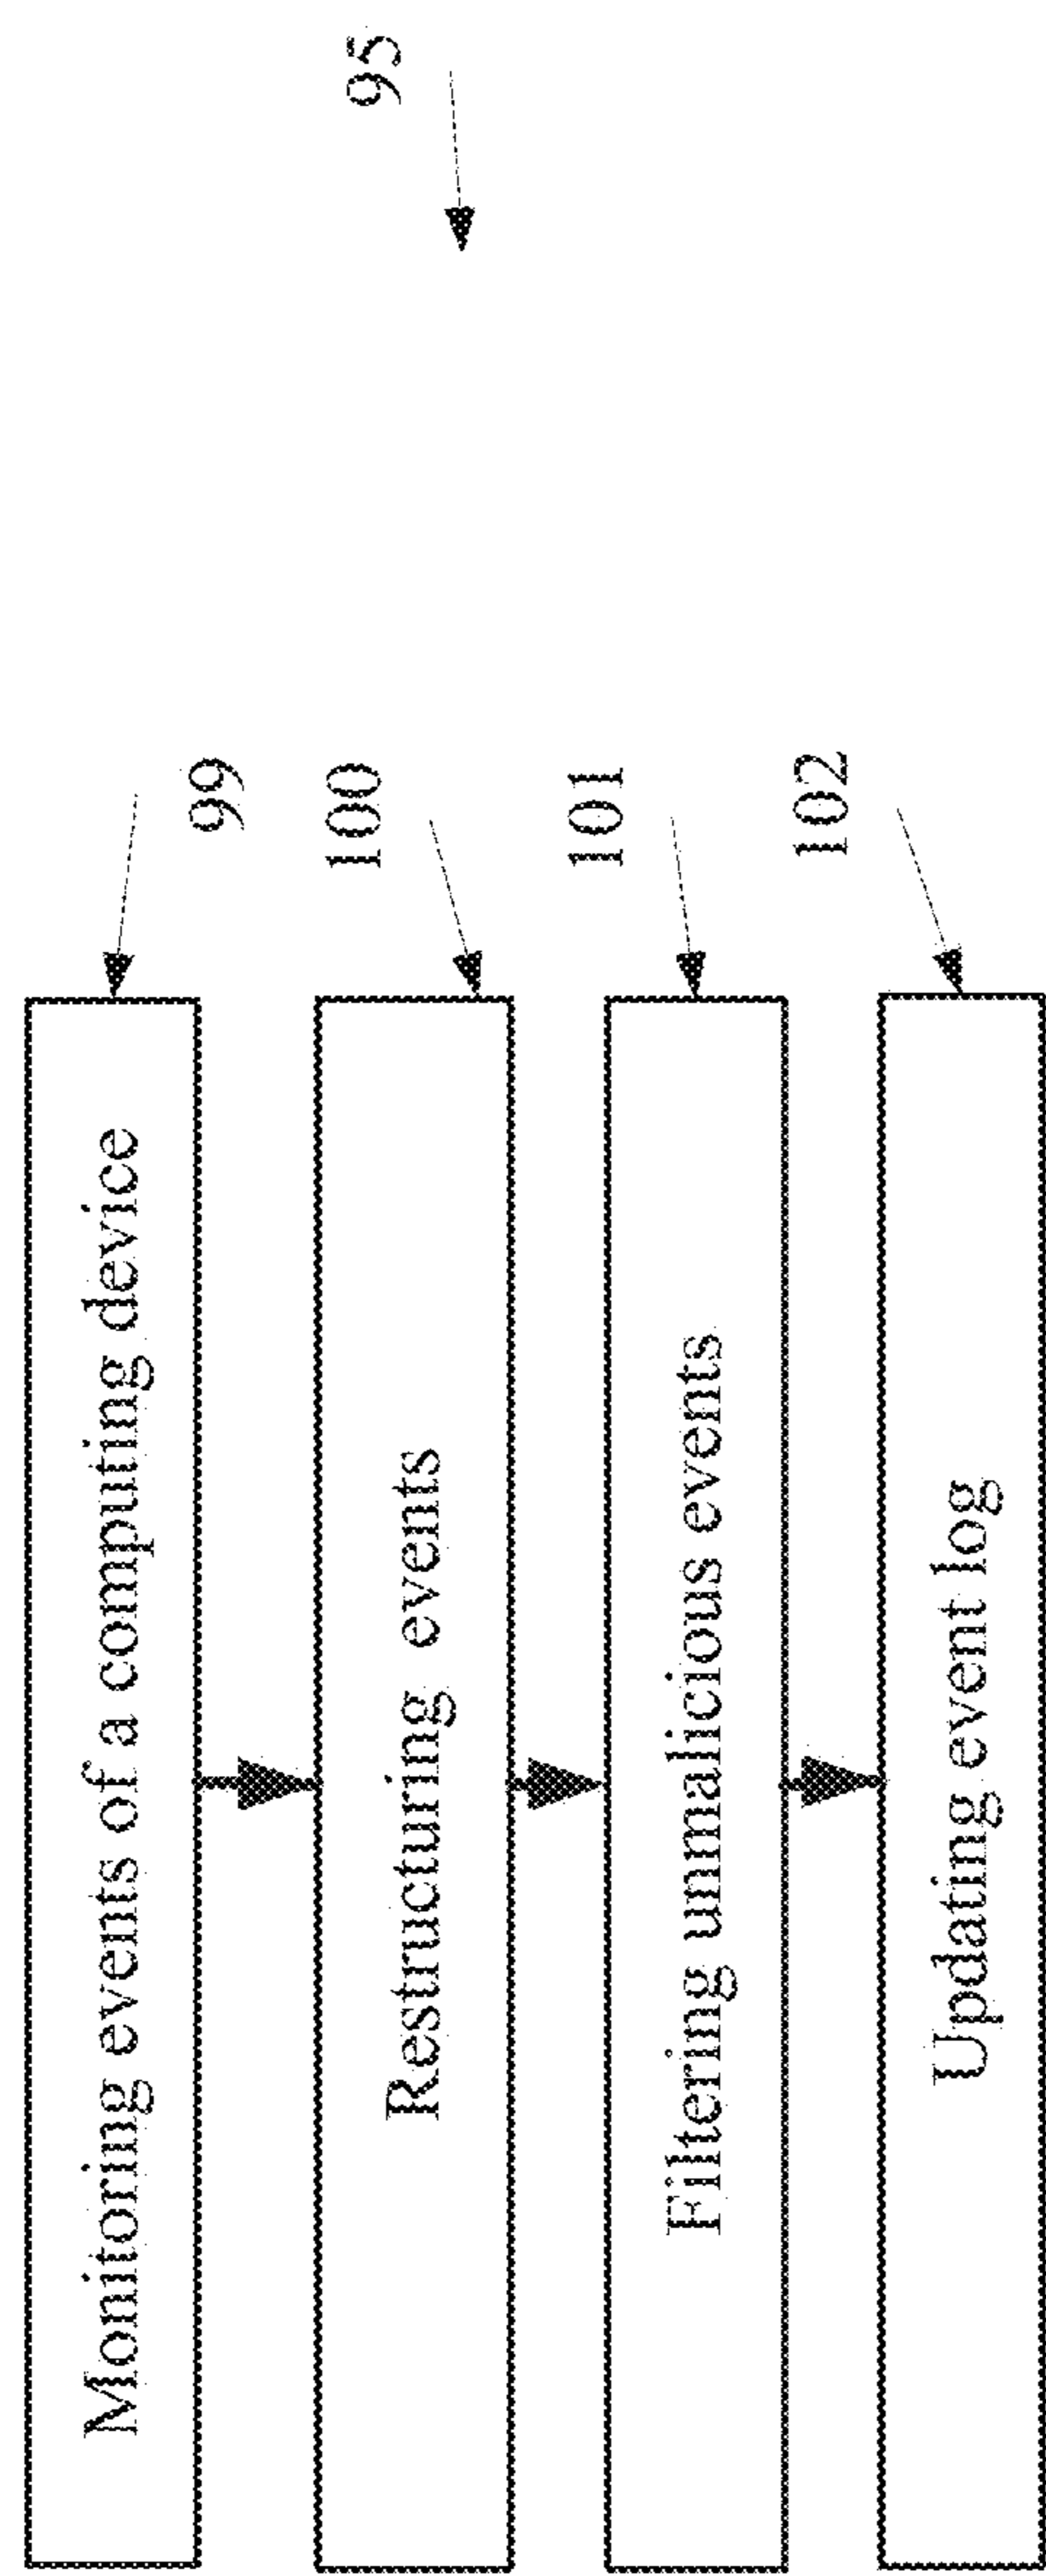 95
Monitoring events of a computing device
99
Restructuring events
100
Filtering unmalicious events
101
Updating event log
102